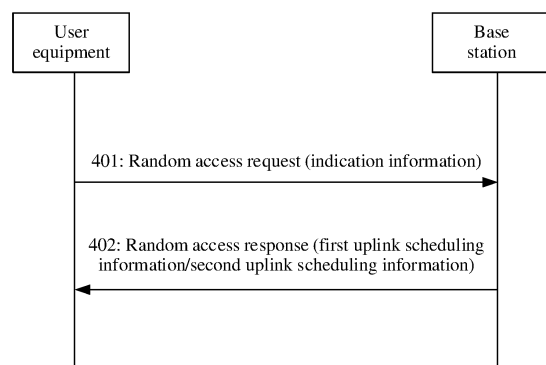 User
equipment
Base
station
401: Random access request (indication information)
402: Random access response (first uplink scheduling
information/second uplink scheduling information)